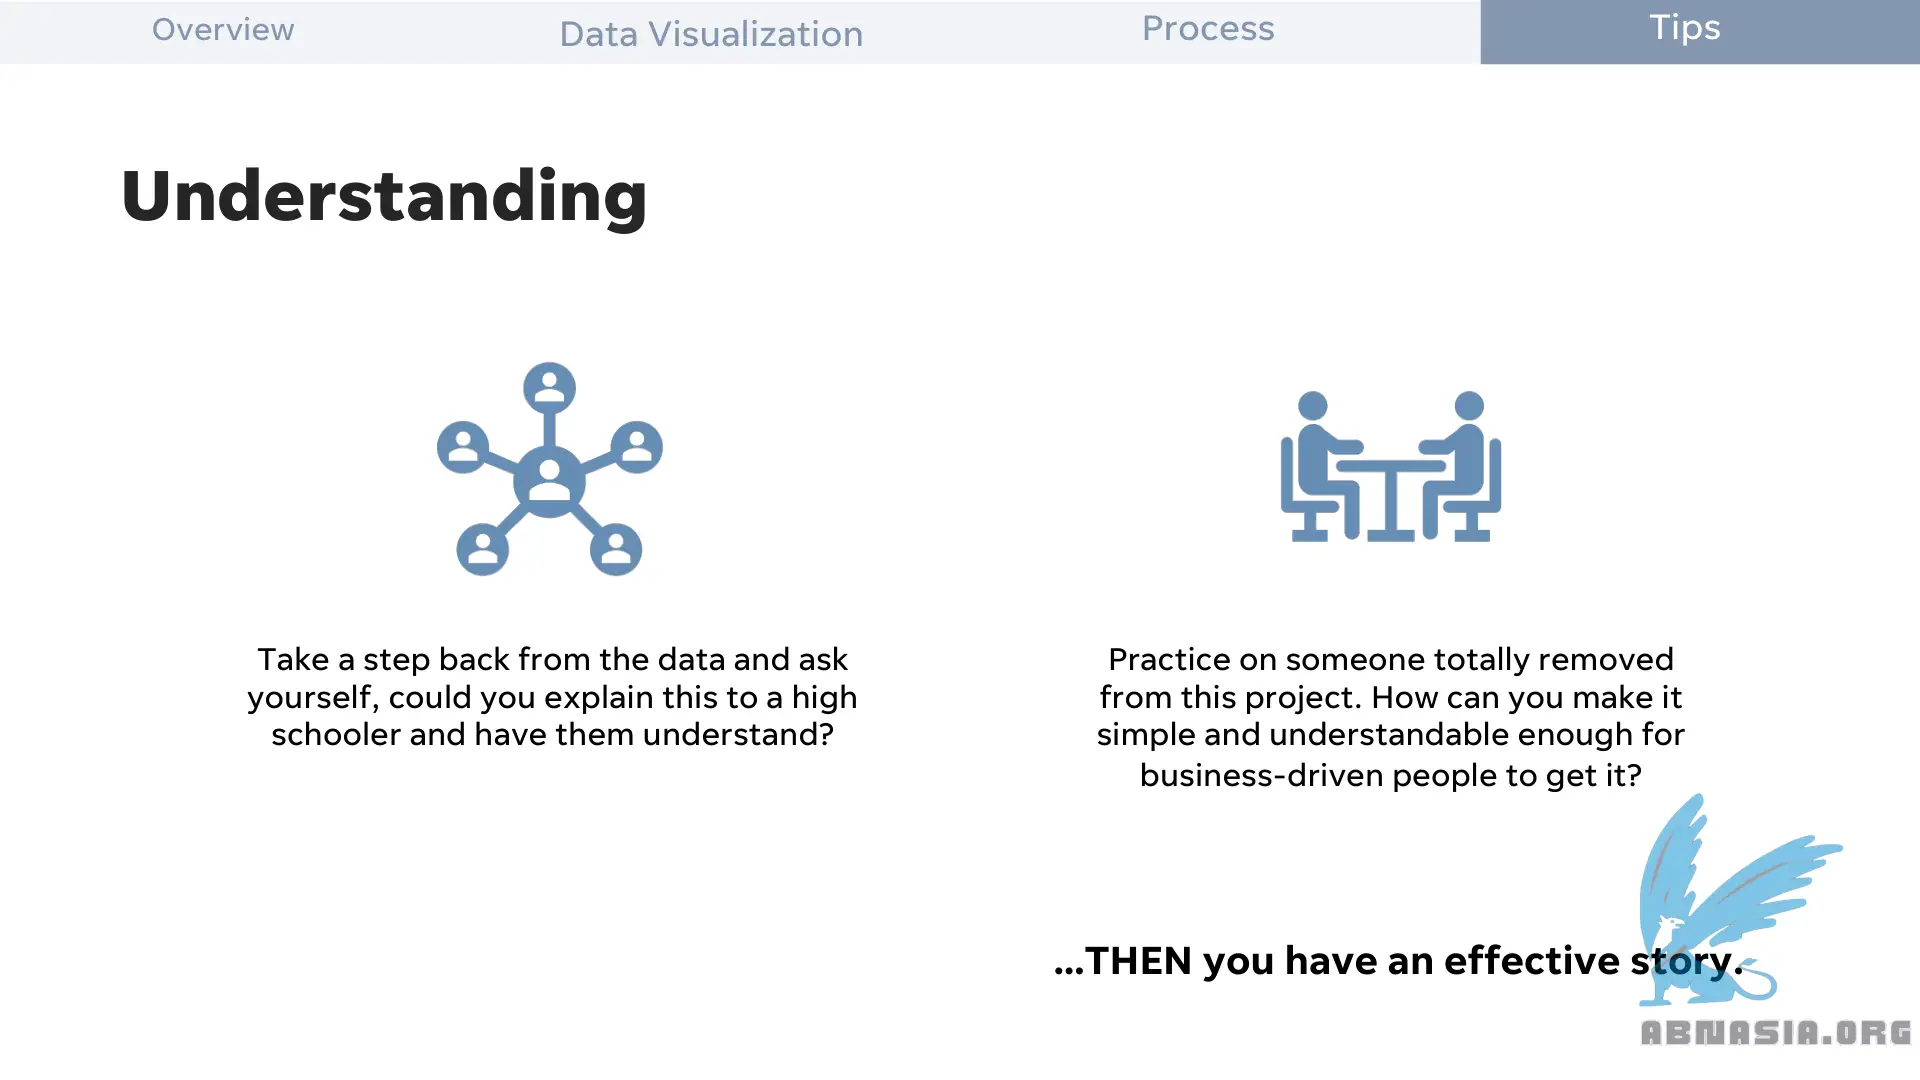 Overview
Data Visualization
Process
Tips
Understanding
Take a step back from the data and ask
yourself, could you explain this to a high
schooler and have them understand?
Practice on someone totally removed
from this project. How can you make it
simple and understandable enough for
business-driven people to get it?
...THEN you have an effective story.
ABNASIA.ORG